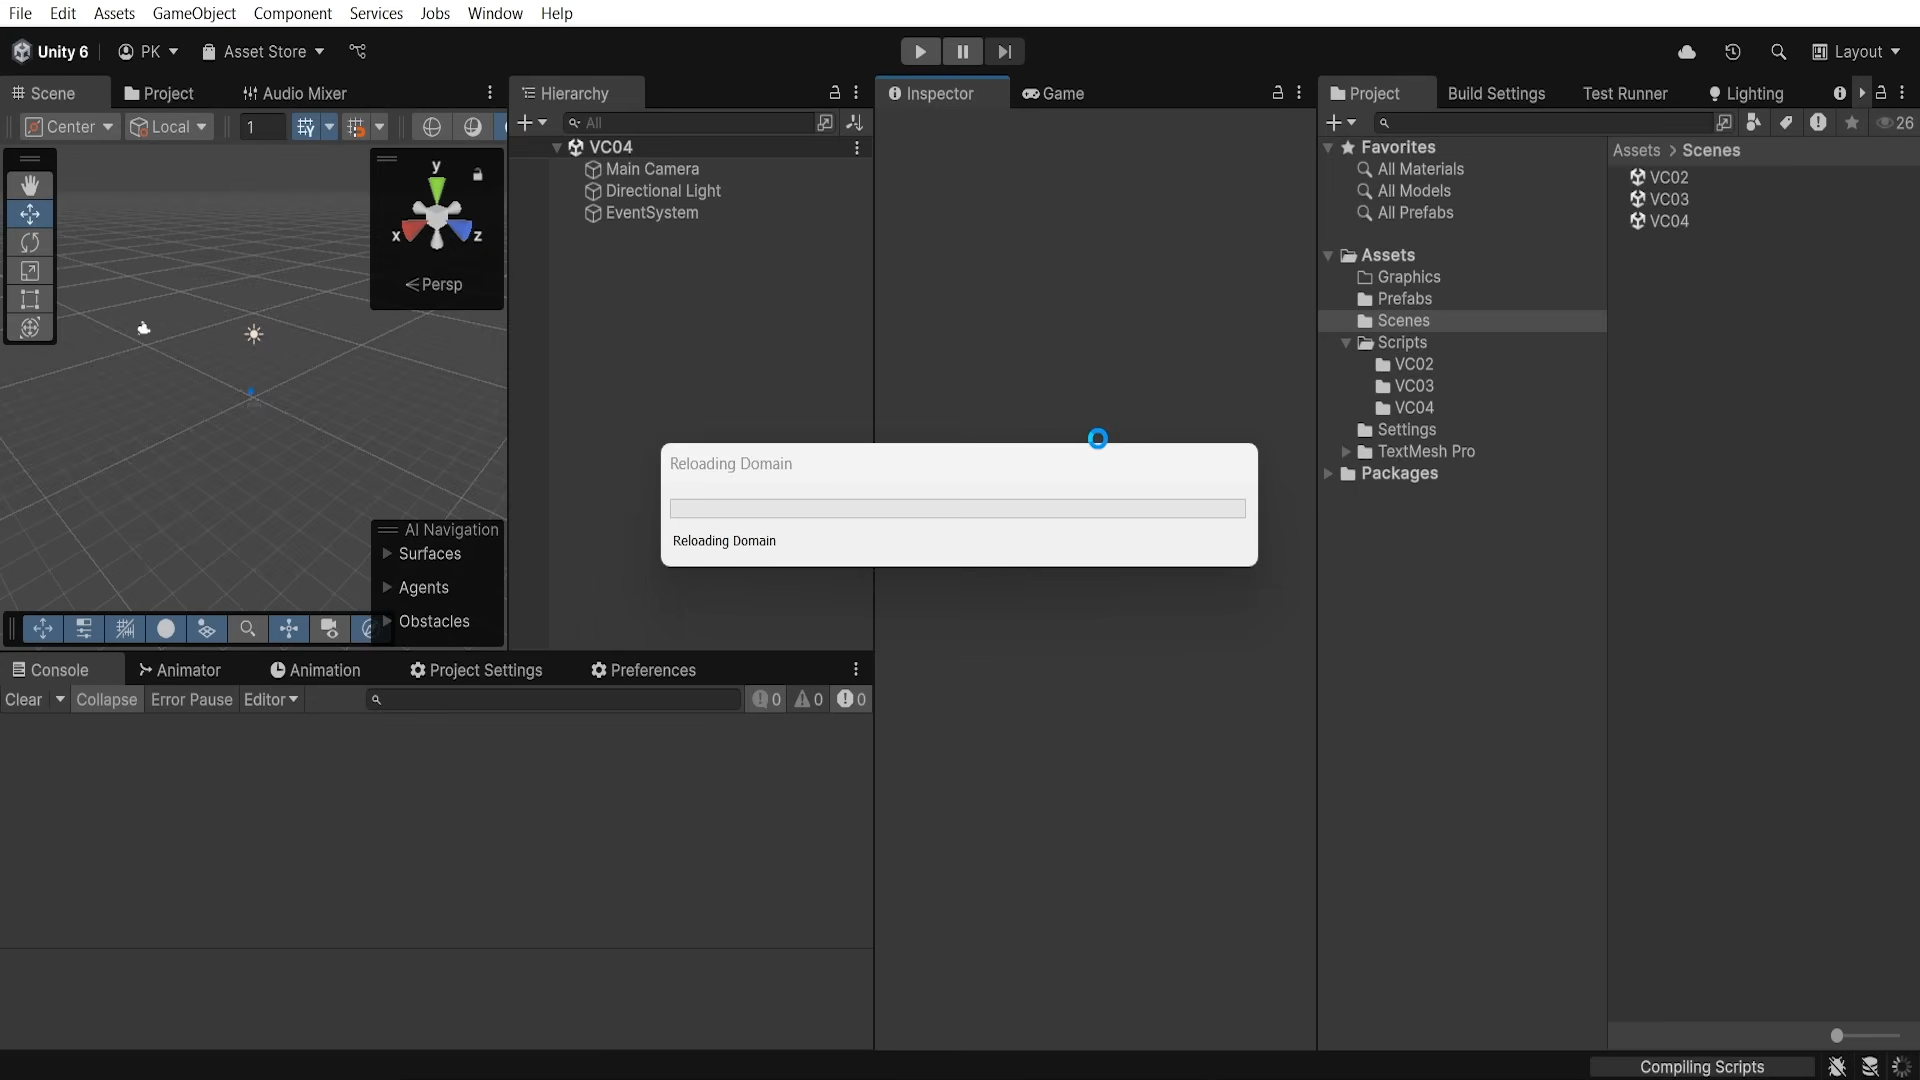 File Edit Assets GameObject Component Services Jobs Window Help
Unity 6 PK Asset Store Layout
Scene Project Audio Mixer
Center Local 1
y
x z
Persp
AI Navigation
Surfaces
Agents
Obstacles
Hierarchy
All
VC04
Main Camera
Directional Light
EventSystem
Inspector Game
Reloading Domain
Reloading Domain
Project Build Settings Test Runner Lighting
26
Favorites
All Materials
All Models
All Prefabs
Assets
Graphics
Prefabs
Scenes
Scripts
VC02
VC03
VC04
Settings
TextMesh Pro
Packages
Assets > Scenes
VC02
VC03
VC04
Console Animator Animation Project Settings Preferences
Clear Collapse Error Pause Editor 0 0 0
Compiling Scripts